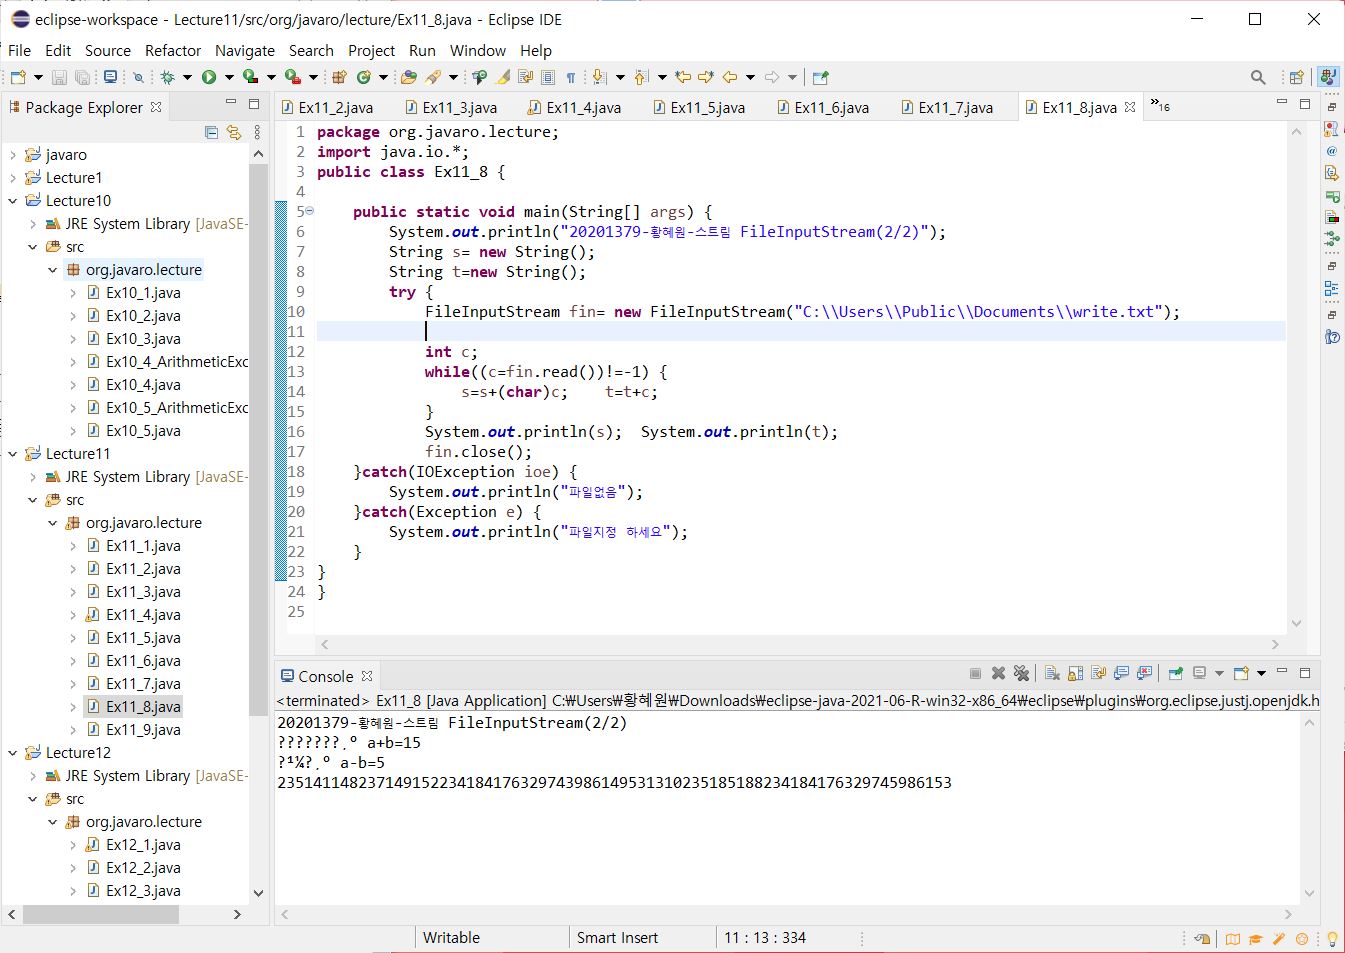 eclipse-workspace - Lecture11/src/org/javaro/lecture/Ex11_8.java - Eclipse IDE
File Edit Source Refactor Navigate Search Project Run Window Help
Package Explorer
javaro
Lecture1
Lecture10
JRE System Library [JavaSE-
src
org.javaro.lecture
Ex10_1.java
Ex10_2.java
Ex10_3.java
Ex10_4_ArithmeticExc
Ex10_4.java
Ex10_5_ArithmeticExc
Ex10_5.java
Lecture11
JRE System Library [JavaSE-
src
org.javaro.lecture
Ex11_1.java
Ex11_2.java
Ex11_3.java
Ex11_4.java
Ex11_5.java
Ex11_6.java
Ex11_7.java
Ex11_8.java
Ex11_9.java
Lecture12
JRE System Library [JavaSE-
src
org.javaro.lecture
Ex12_1.java
Ex12_2.java
Ex12_3.java
Ex11_2.java Ex11_3.java Ex11_4.java Ex11_5.java Ex11_6.java Ex11_7.java Ex11_8.java »16
1 package org.javaro.lecture;
2 import java.io.*;
3 public class Ex11_8 {
4
5 public static void main(String[] args) {
6 System.out.println("20201379-황혜원-스트림 FileInputStream(2/2)");
7 String s= new String();
8 String t=new String();
9 try {
10 FileInputStream fin= new FileInputStream("C:\\Users\\Public\\Documents\\write.txt");
11
12 int c;
13 while((c=fin.read())!=-1) {
14 s=s+(char)c; t=t+c;
15 }
16 System.out.println(s); System.out.println(t);
17 fin.close();
18 }catch(IOException ioe) {
19 System.out.println("파일없음");
20 }catch(Exception e) {
21 System.out.println("파일지정 하세요");
22 }
23 }
24 }
25
Console
<terminated> Ex11_8 [Java Application] C:₩Users₩황혜원₩Downloads₩eclipse-java-2021-06-R-win32-x86_64₩eclipse₩plugins₩org.eclipse.justj.openjdk.h
20201379-황혜원-스트림 FileInputStream(2/2)
???????¸º a+b=15
?¹¼?¸º a-b=5
2351411482371491522341841763297439861495313102351851882341841763297459861​53
Writable Smart Insert 11 : 13 : 334